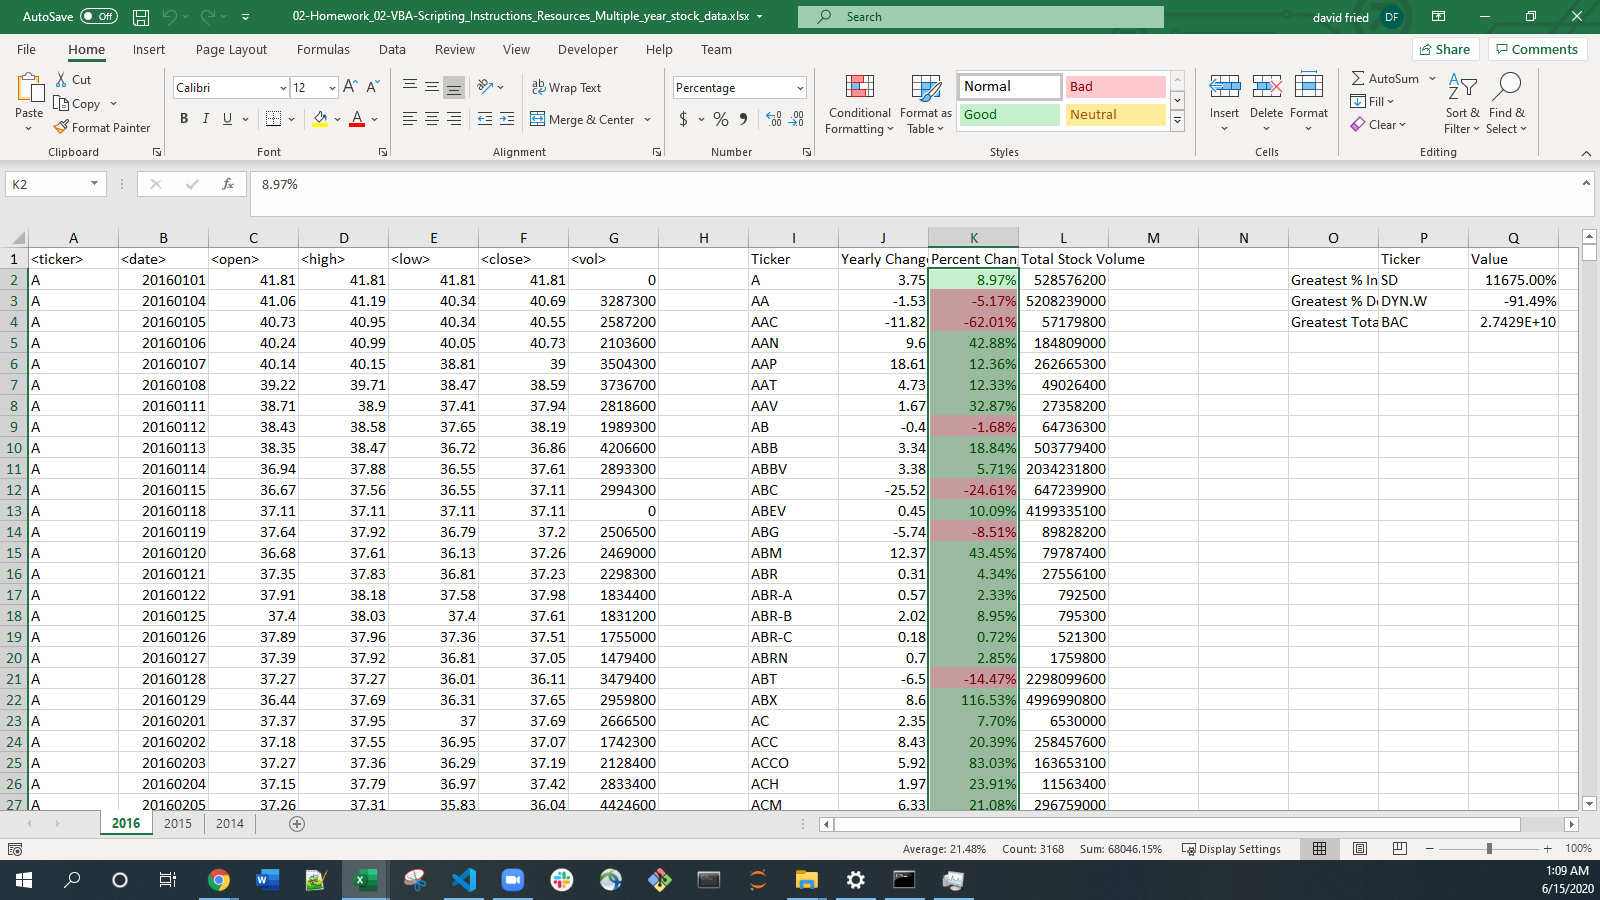 AutoSave Off 02-Homework_02-VBA-Scripting_Instructions_Resources_Multiple_year_stock_data.xlsx Search david fried DF
File Home Insert Page Layout Formulas Data Review View Developer Help Team Share Comments
Paste Cut Copy Format Painter Clipboard
Calibri 12 B I U A A A Font
Wrap Text Merge & Center Alignment
Percentage $ % Number
Conditional Formatting Format as Table Normal Bad Good Neutral Styles
Insert Delete Format Cells
AutoSum Fill Clear Sort & Filter Find & Select Editing
K2 fx 8.97%
A B C D E F G H I J K L M N O P Q
1 <ticker> <date> <open> <high> <low> <close> <vol> Ticker Yearly Change Percent Chan Total Stock Volume Ticker Value
2 A 20160101 41.81 41.81 41.81 41.81 0 A 3.75 8.97% 528576200 Greatest % In SD 11675.00%
3 A 20160104 41.06 41.19 40.34 40.69 3287300 AA -1.53 -5.17% 5208239000 Greatest % De DYN.W -91.49%
4 A 20160105 40.73 40.95 40.34 40.55 2587200 AAC -11.82 -62.01% 57179800 Greatest Tota BAC 2.7429E+10
5 A 20160106 40.24 40.99 40.05 40.73 2103600 AAN 9.6 42.88% 184809000
6 A 20160107 40.14 40.15 38.81 39 3504300 AAP 18.61 12.36% 262665300
7 A 20160108 39.22 39.71 38.47 38.59 3736700 AAT 4.73 12.33% 49026400
8 A 20160111 38.71 38.9 37.41 37.94 2818600 AAV 1.67 32.87% 27358200
9 A 20160112 38.43 38.58 37.65 38.19 1989300 AB -0.4 -1.68% 64736300
10 A 20160113 38.35 38.47 36.72 36.86 4206600 ABB 3.34 18.84% 503779400
11 A 20160114 36.94 37.88 36.55 37.61 2893300 ABBV 3.38 5.71% 2034231800
12 A 20160115 36.67 37.56 36.55 37.11 2994300 ABC -25.52 -24.61% 647239900
13 A 20160118 37.11 37.11 37.11 37.11 0 ABEV 0.45 10.09% 4199335100
14 A 20160119 37.64 37.92 36.79 37.2 2506500 ABG -5.74 -8.51% 89828200
15 A 20160120 36.68 37.61 36.13 37.26 2469000 ABM 12.37 43.45% 79787400
16 A 20160121 37.35 37.83 36.81 37.23 2298300 ABR 0.31 4.34% 27556100
17 A 20160122 37.91 38.18 37.58 37.98 1834400 ABR-A 0.57 2.33% 792500
18 A 20160125 37.4 38.03 37.4 37.61 1831200 ABR-B 2.02 8.95% 795300
19 A 20160126 37.89 37.96 37.36 37.51 1755000 ABR-C 0.18 0.72% 521300
20 A 20160127 37.39 37.92 36.81 37.05 1479400 ABRN 0.7 2.85% 1759800
21 A 20160128 37.27 37.27 36.01 36.11 3479400 ABT -6.5 -14.47% 2298099600
22 A 20160129 36.44 37.69 36.31 37.65 2959800 ABX 8.6 116.53% 4996990800
23 A 20160201 37.37 37.95 37 37.69 2666500 AC 2.35 7.70% 6530000
24 A 20160202 37.18 37.55 36.95 37.07 1742300 ACC 8.43 20.39% 258457600
25 A 20160203 37.27 37.36 36.29 37.19 2128400 ACCO 5.92 83.03% 163653100
26 A 20160204 37.15 37.79 36.97 37.42 2833400 ACH 1.97 23.91% 11563400
27 A 20160205 37.26 37.31 35.83 36.04 4424600 ACM 6.33 21.08% 296759000
2016 2015 2014
Average: 21.48% Count: 3168 Sum: 68046.15% Display Settings 100%
1:09 AM
6/15/2020